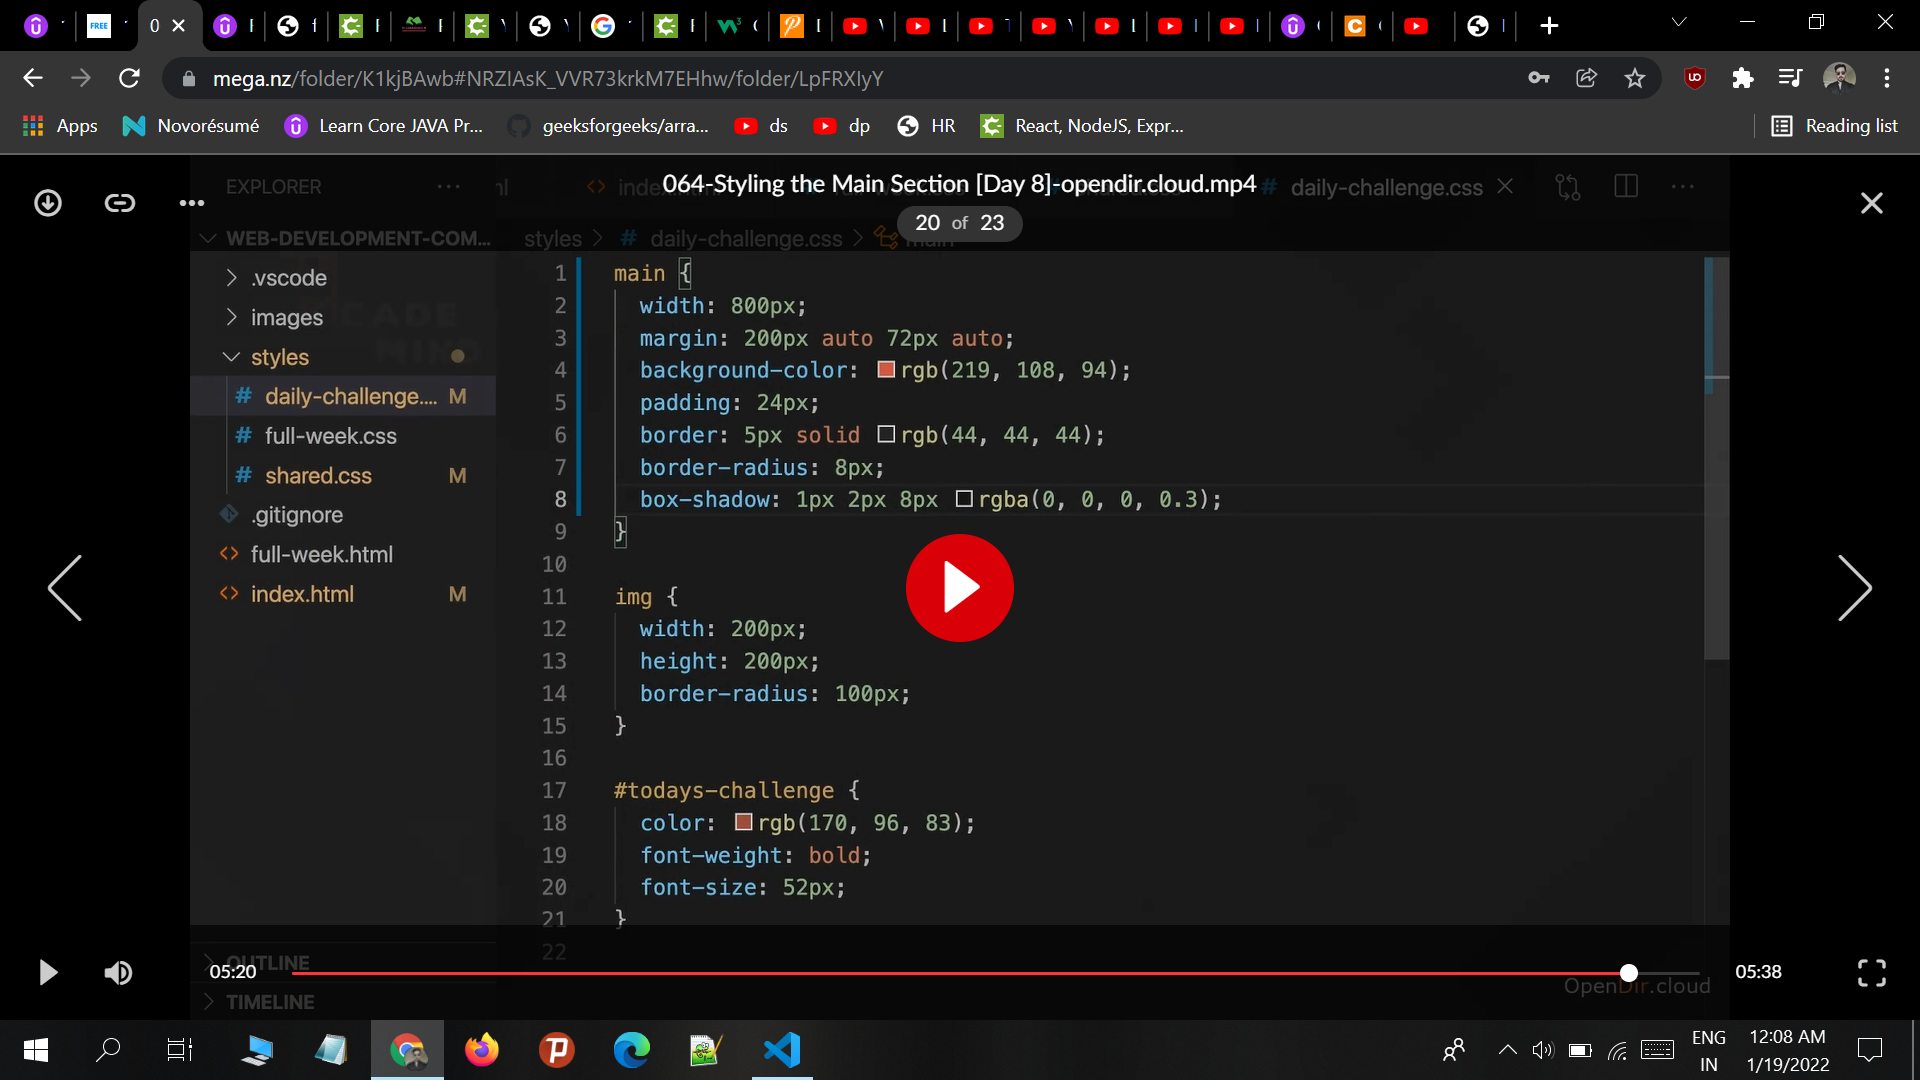 FREE
0
mega.nz/folder/K1kjBAwb#NRZIAsK_VVR73krkM7EHhw/folder/LpFRXIyY
Apps
Novorésumé
Learn Core JAVA Pr...
geeksforgeeks/arra...
ds
dp
HR
React, NodeJS, Expr...
Reading list
064-Styling the Main Section [Day 8]-opendir.cloud.mp4
20 of 23
EXPLORER
daily-challenge.css
WEB-DEVELOPMENT-COM...
styles > # daily-challenge.css > main
.vscode
images
styles
# daily-challenge.... M
# full-week.css
# shared.css M
.gitignore
<> full-week.html
<> index.html M
OUTLINE
TIMELINE
1 main {
2 width: 800px;
3 margin: 200px auto 72px auto;
4 background-color: rgb(219, 108, 94);
5 padding: 24px;
6 border: 5px solid rgb(44, 44, 44);
7 border-radius: 8px;
8 box-shadow: 1px 2px 8px rgba(0, 0, 0, 0.3);
9 }
10
11 img {
12 width: 200px;
13 height: 200px;
14 border-radius: 100px;
15 }
16
17 #todays-challenge {
18 color: rgb(170, 96, 83);
19 font-weight: bold;
20 font-size: 52px;
21 }
22
05:20
05:38
OpenDir.cloud
ENG
IN
12:08 AM
1/19/2022